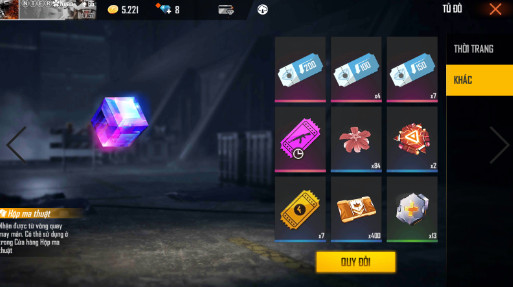 5.221
8
TỦ ĐỒ
THỜI TRANG
KHÁC
200
100
x4
150
x7
x94
x2
x7
x400
x13
Hộp ma thuật
Nhận được từ vòng quay
may mắn. Có thể sử dụng ở
trong Cửa hàng Hộp ma
thuật
QUY ĐỔI